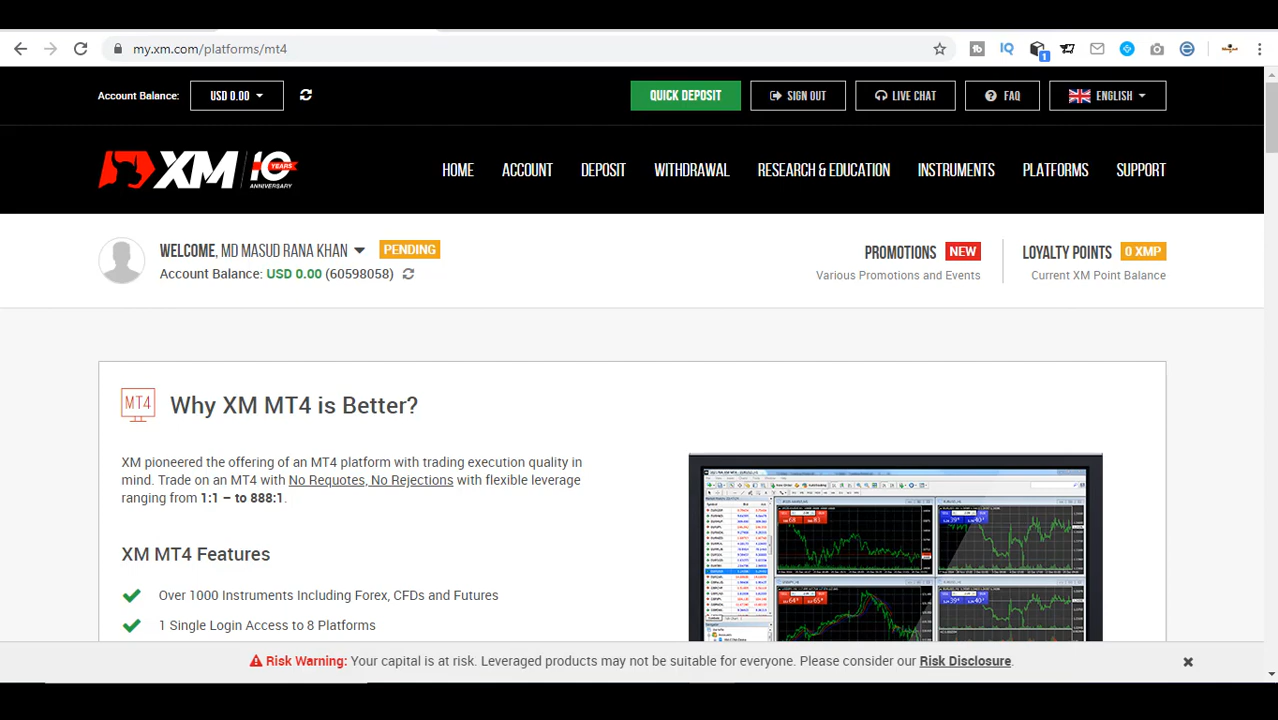 my.xm.com/platforms/mt4
1
Account Balance: USD 0.00 QUICK DEPOSIT SIGN OUT LIVE CHAT FAQ ENGLISH
XM 10 YEARS ANNIVERSARY HOME ACCOUNT DEPOSIT WITHDRAWAL RESEARCH & EDUCATION INSTRUMENTS PLATFORMS SUPPORT
WELCOME, MD MASUD RANA KHAN PENDING
Account Balance: USD 0.00 (60598058)
PROMOTIONS NEW
Various Promotions and Events
LOYALTY POINTS 0 XMP
Current XM Point Balance
MT4 Why XM MT4 is Better?
XM pioneered the offering of an MT4 platform with trading execution quality in
mind. Trade on an MT4 with No Requotes, No Rejections with flexible leverage
ranging from 1:1 – to 888:1.
XM MT4 Features
Over 1000 Instruments Including Forex, CFDs and Futures
1 Single Login Access to 8 Platforms
Risk Warning: Your capital is at risk. Leveraged products may not be suitable for everyone. Please consider our Risk Disclosure.